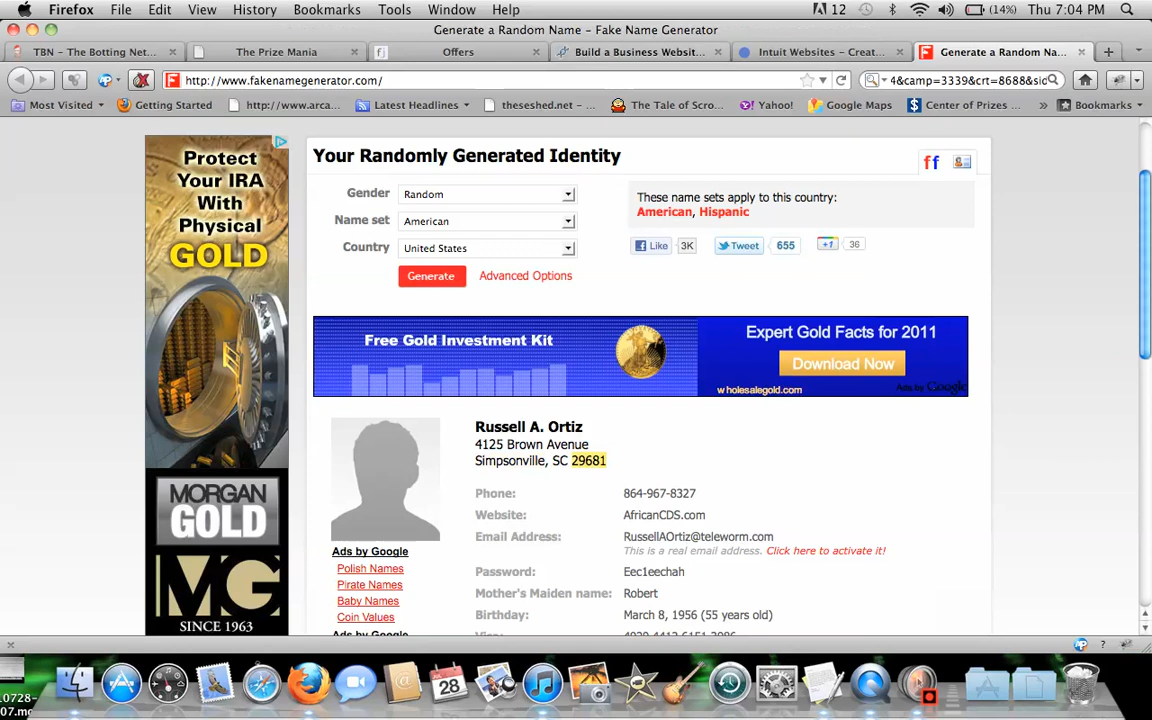 Firefox File Edit View History Bookmarks Tools Window Help 12 (14%) Thu 7:04 PM
Generate a Random Name – Fake Name Generator
TBN – The Botting Net... The Prize Mania Offers Build a Business Websit... Intuit Websites – Creat... Generate a Random Na...
http://www.fakenamegenerator.com/ 4&camp=3339&crt=8688&sid
Most Visited Getting Started http://www.arca... Latest Headlines theseshed.net – ... The Tale of Scro... Yahoo! Google Maps Center of Prizes ... » Bookmarks
Protect
Your IRA
With
Physical
GOLD
MORGAN
GOLD
MG
SINCE 1963
Your Randomly Generated Identity
ff
Gender Random
Name set American
Country United States
Generate Advanced Options
These name sets apply to this country:
American, Hispanic
Like 3K Tweet 655 +1 36
Free Gold Investment Kit
Expert Gold Facts for 2011
Download Now
wholesalegold.com
Ads by Google
Russell A. Ortiz
4125 Brown Avenue
Simpsonville, SC 29681
Phone: 864-967-8327
Website: AfricanCDS.com
Email Address: RussellAOrtiz@teleworm.com
This is a real email address. Click here to activate it!
Password: Eec1eechah
Mother's Maiden name: Robert
Birthday: March 8, 1956 (55 years old)
Ads by Google
Polish Names
Pirate Names
Baby Names
Coin Values
Ads by Google
JUL
28
0728-
07.mo